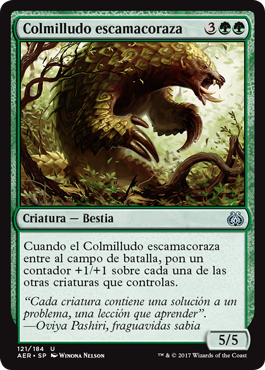 Colmilludo escamacoraza 3
Criatura — Bestia
Cuando el Colmilludo escamacoraza
entre al campo de batalla, pon un
contador +1/+1 sobre cada una de las
otras criaturas que controlas.
“Cada criatura contiene una solución a un
problema, una lección que aprender”.
—Oviya Pashiri, fraguavidas sabia
5/5
121/184 U
AER • SP Winona Nelson
™ & © 2017 Wizards of the Coast